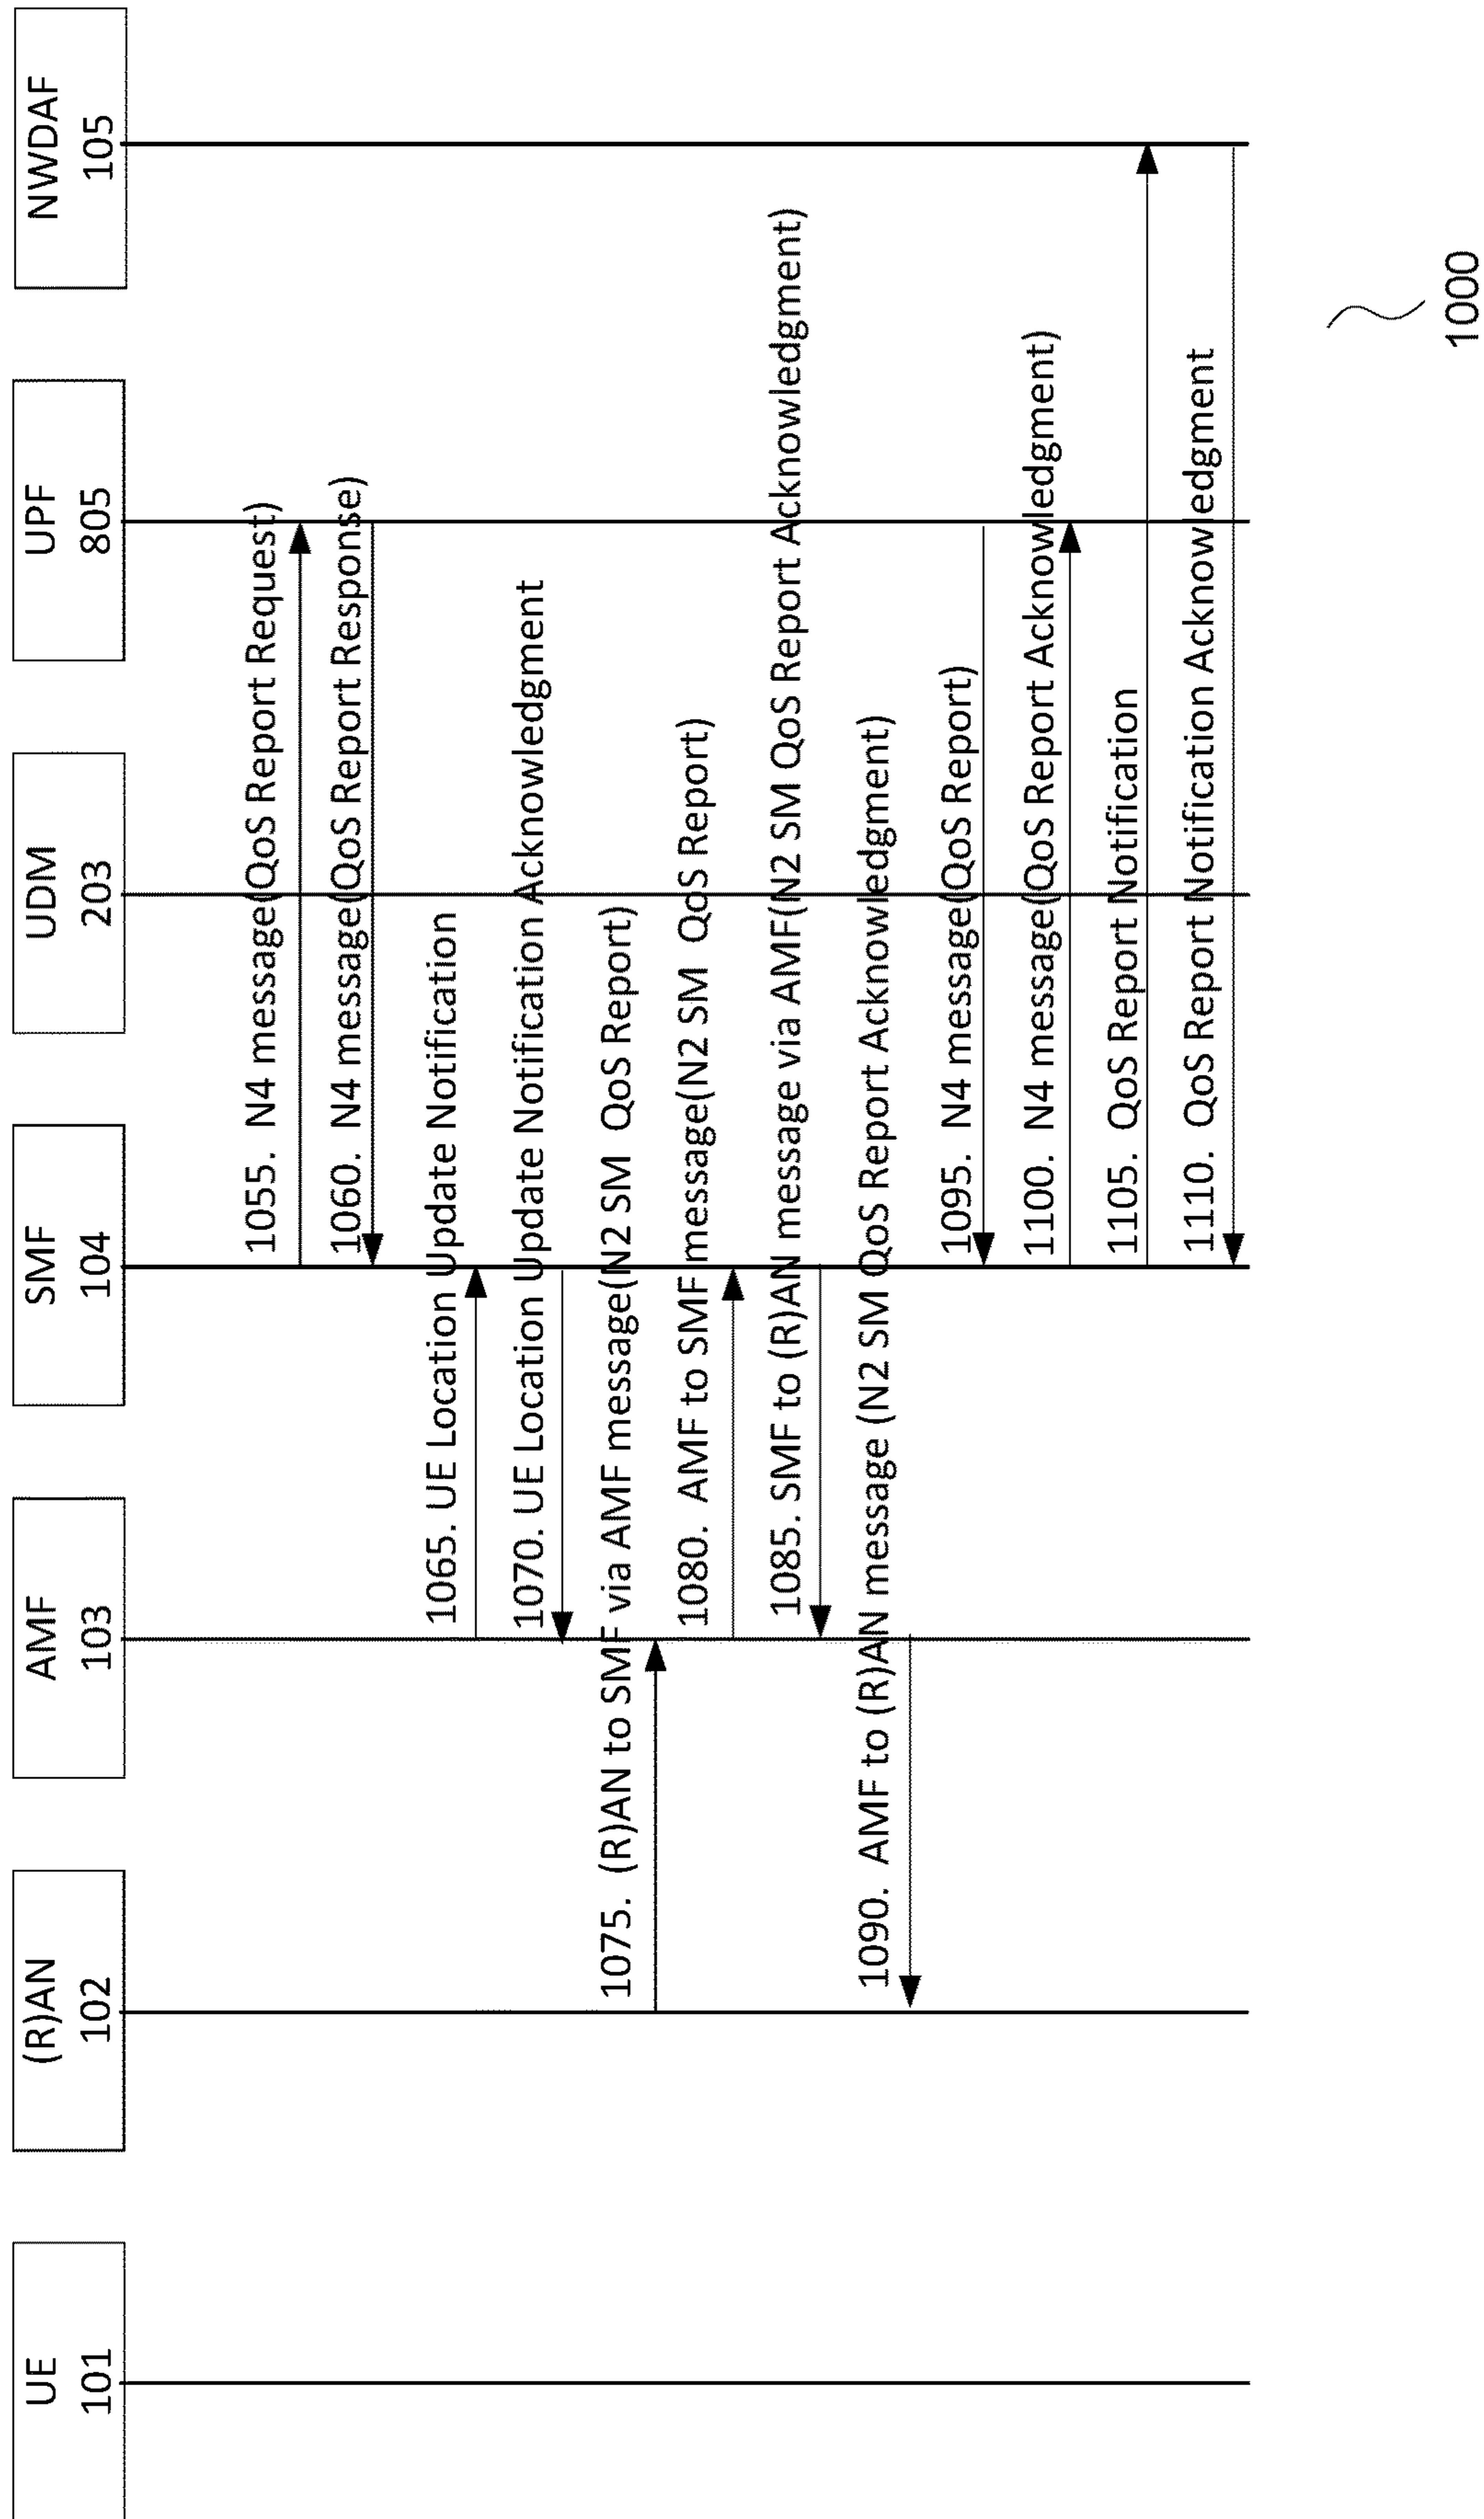 UE
101
(R)AN
102
AMF
103
SMF
104
UDM
203
UPF
805
NWDAF
105
1055. N4 message(QoS Report Request)
1060. N4 message(QoS Report Response)
1065. UE Location Update Notification
1070. UE Location Update Notification Acknowledgment
1075. (R)AN to SMF via AMF message(N2 SM QoS Report)
1080. AMF to SMF message(N2 SM QoS Report)
1085. SMF to (R)AN message via AMF(N2 SM QoS Report Acknowledgment)
1090. AMF to (R)AN message (N2 SM QoS Report Acknowledgment)
1095. N4 message(QoS Report)
1100. N4 message(QoS Report Acknowledgment)
1105. QoS Report Notification
1110. QoS Report Notification Acknowledgment
1000